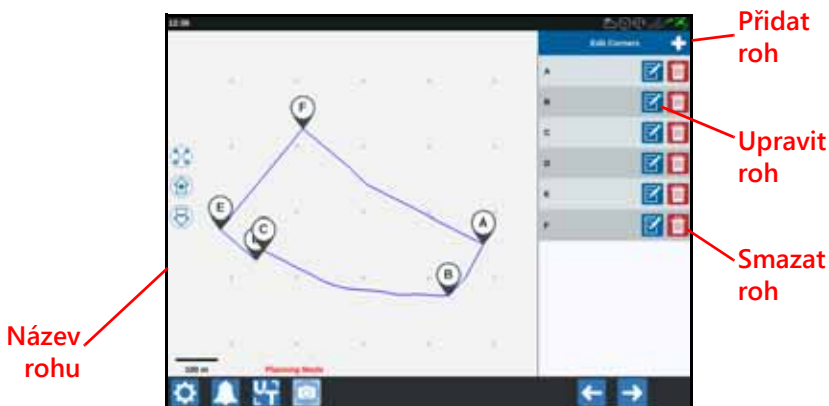 Přidat
roh
12:36
Edit Corners
A
B
C
D
E
F
F
E
C
A
B
Upravit
roh
Smazat
roh
Název
rohu
100 m
Planning Mode